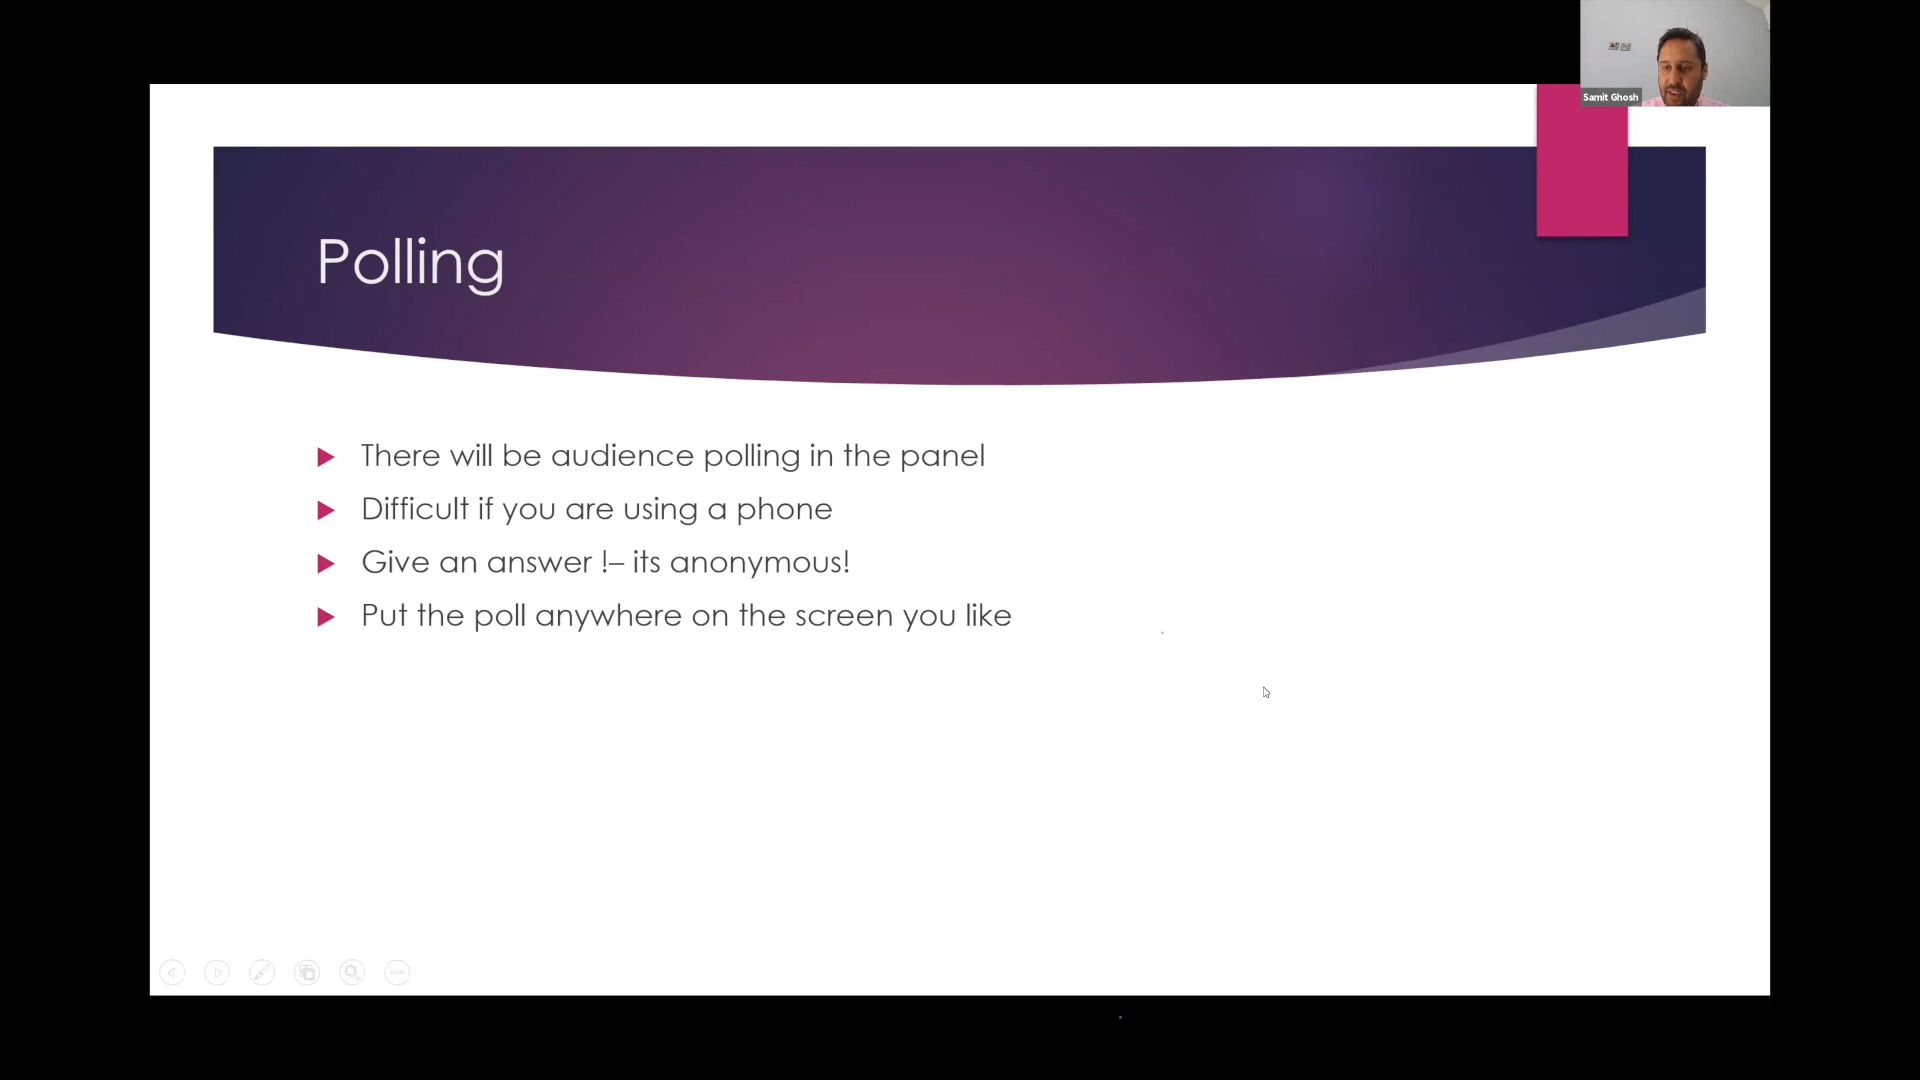 Samit Ghosh
Polling
There will be audience polling in the panel
Difficult if you are using a phone
Give an answer !– its anonymous!
Put the poll anywhere on the screen you like